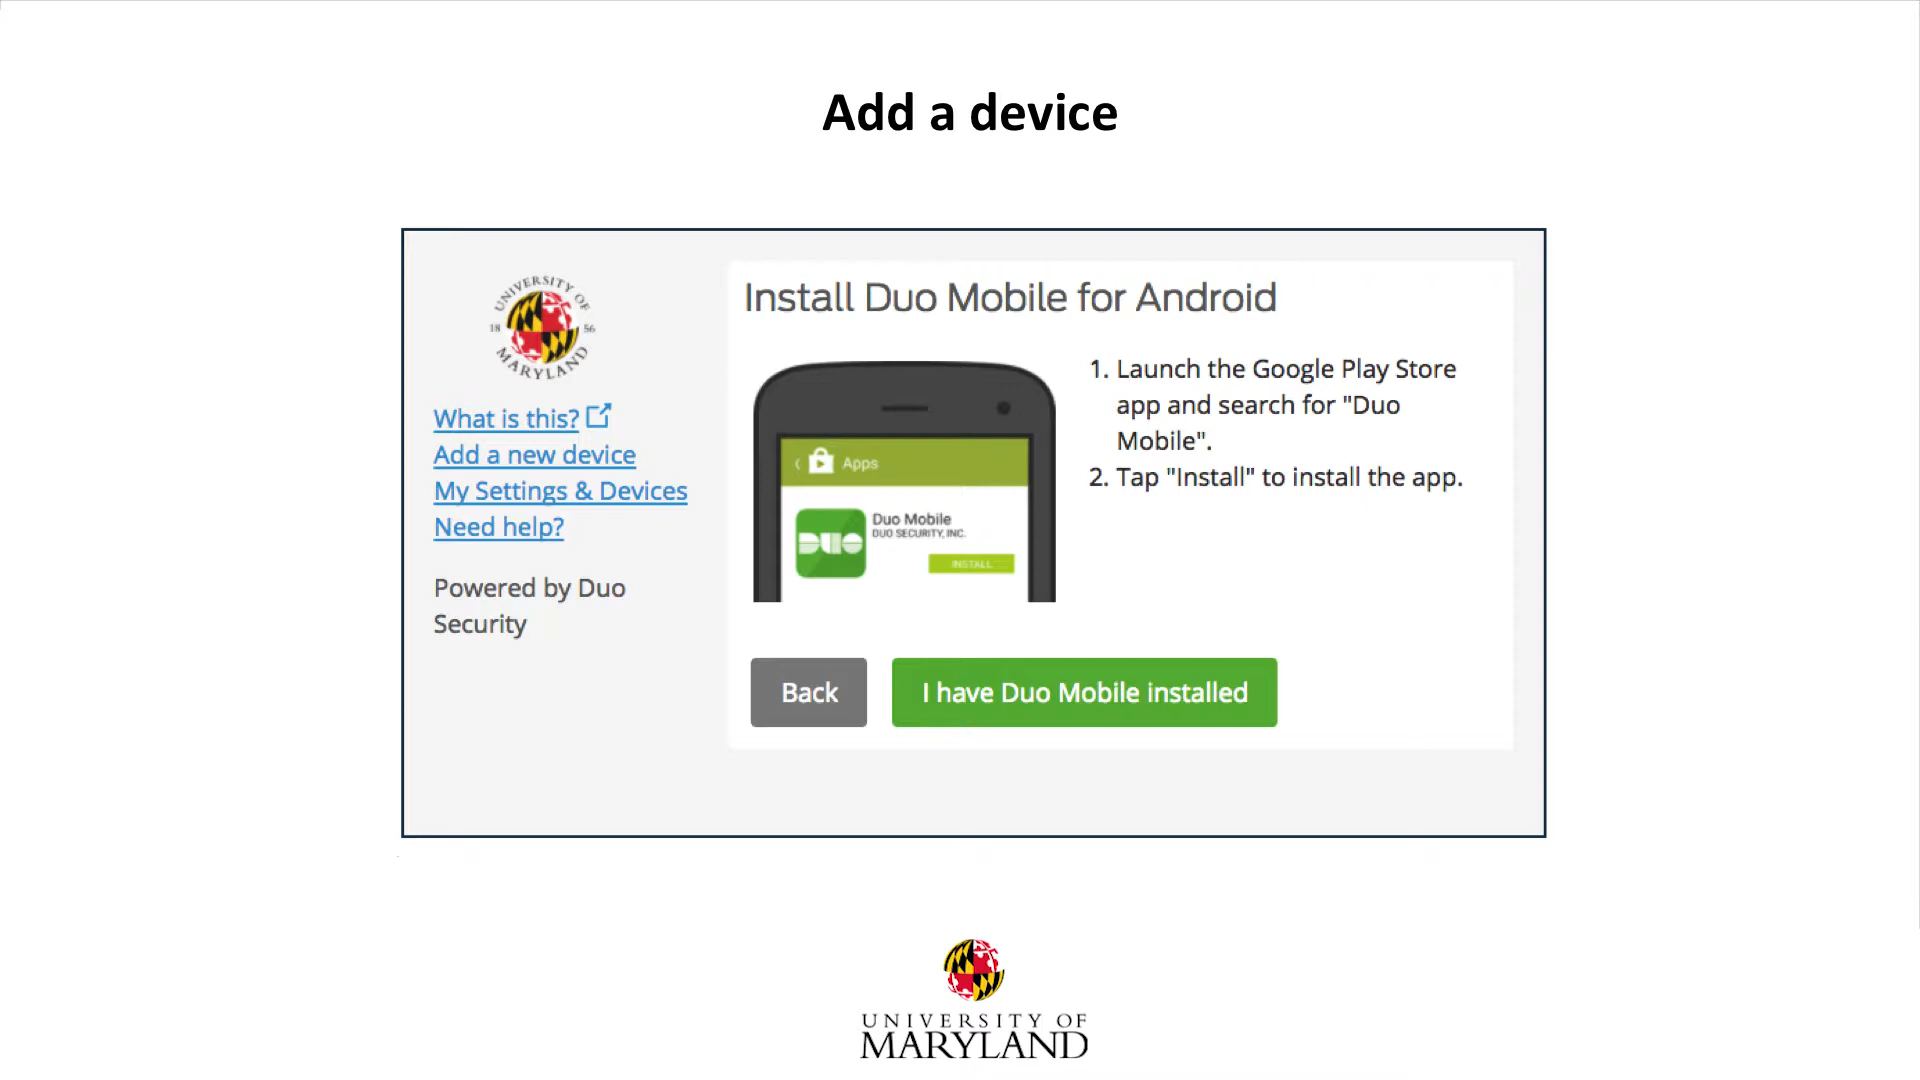 Add a device
UNIVERSITY OF
18 56
MARYLAND
What is this?
Add a new device
My Settings & Devices
Need help?
Powered by Duo
Security
Install Duo Mobile for Android
Apps
Duo Mobile
DUO SECURITY, INC.
DUO
INSTALL
1. Launch the Google Play Store
app and search for "Duo
Mobile".
2. Tap "Install" to install the app.
Back
I have Duo Mobile installed
UNIVERSITY OF
MARYLAND